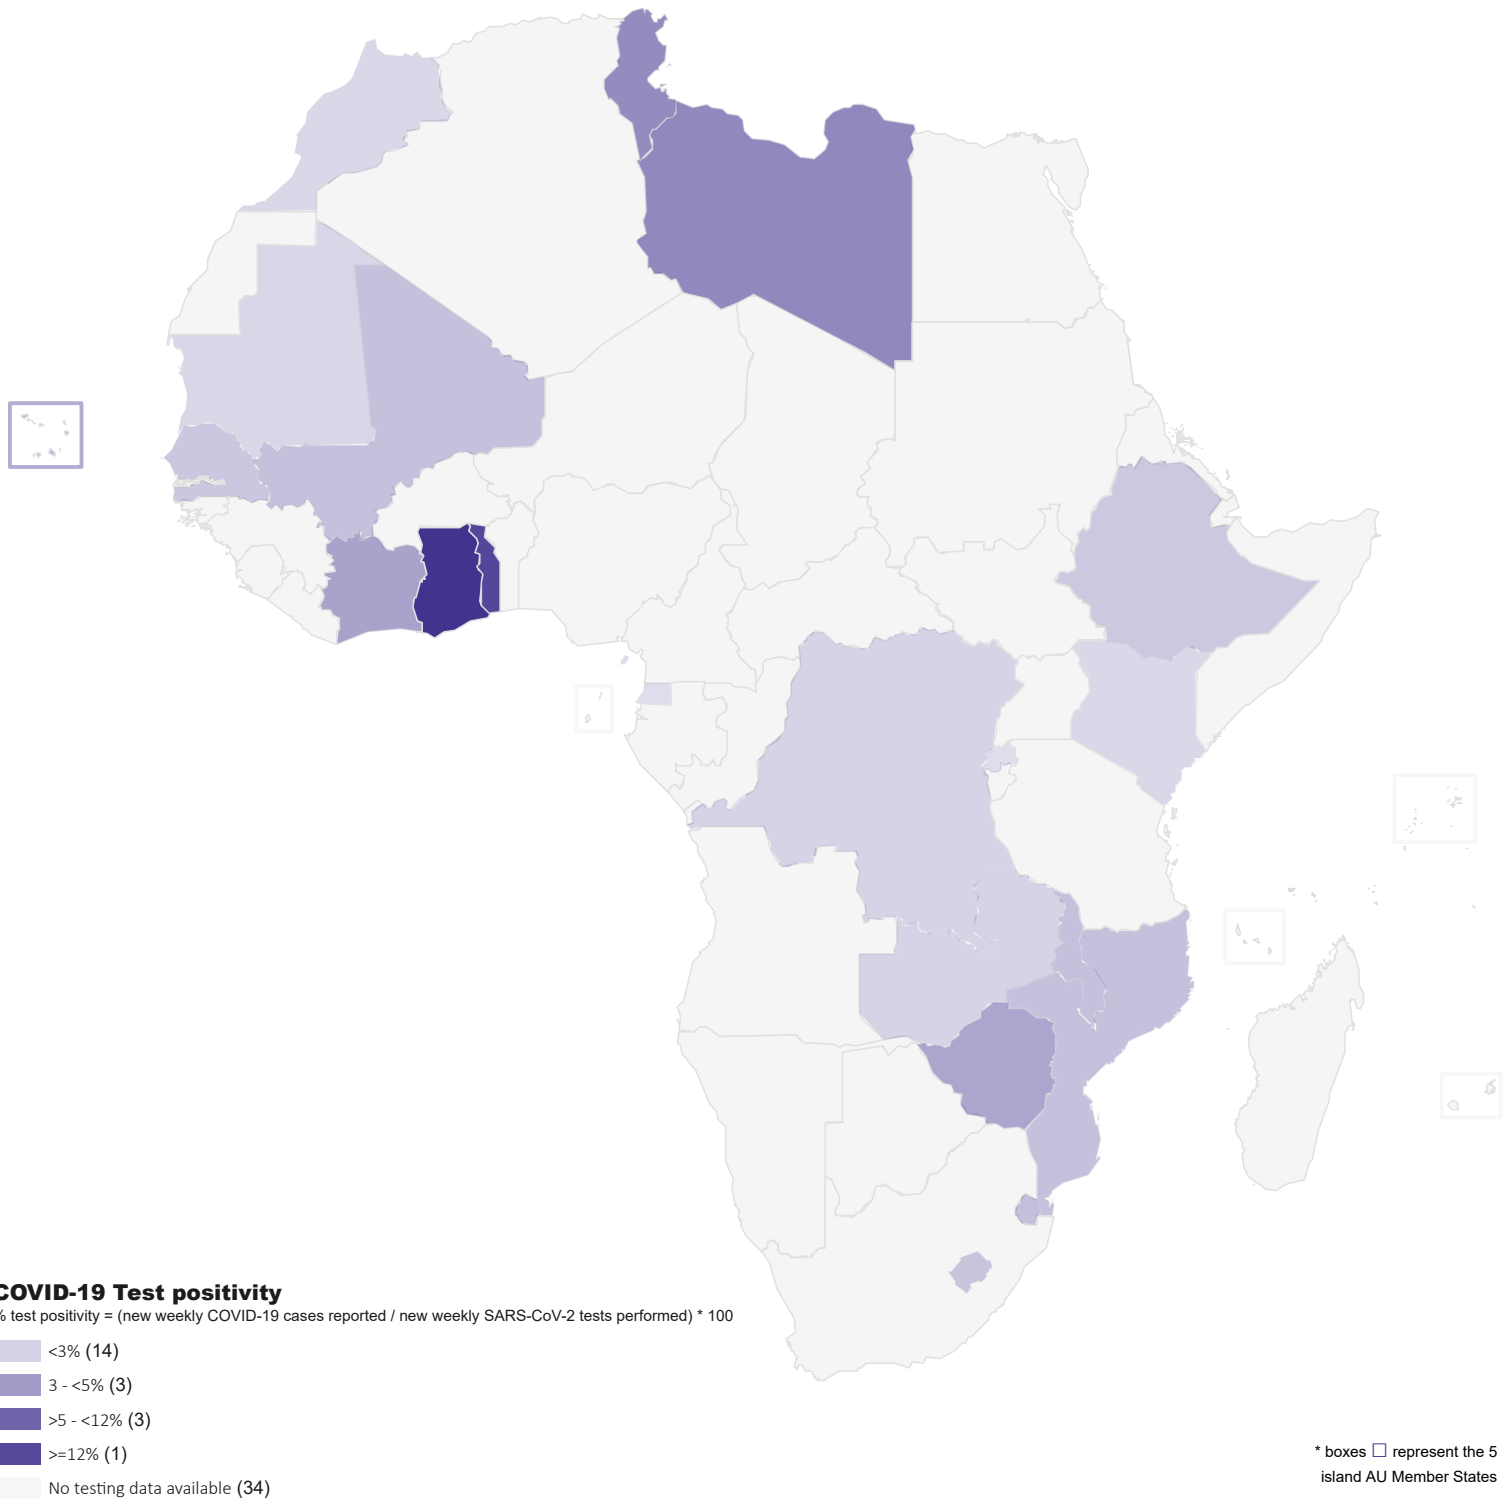 COVID-19 Test positivity
% test positivity = (new weekly COVID-19 cases reported / new weekly SARS-CoV-2 tests performed) * 100
<3% (14)
3 - <5% (3)
>5 - <12% (3)
>=12% (1)
No testing data available (34)
* boxes □ represent the 5
island AU Member States